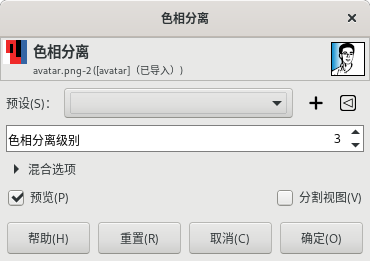 色相分离
色相分离
avatar.png-2 ([avatar]（已导入）)
预设(S)：
色相分离级别 3
混合选项
预览(P) 分割视图(V)
帮助(H) 重置(R) 取消(C) 确定(O)